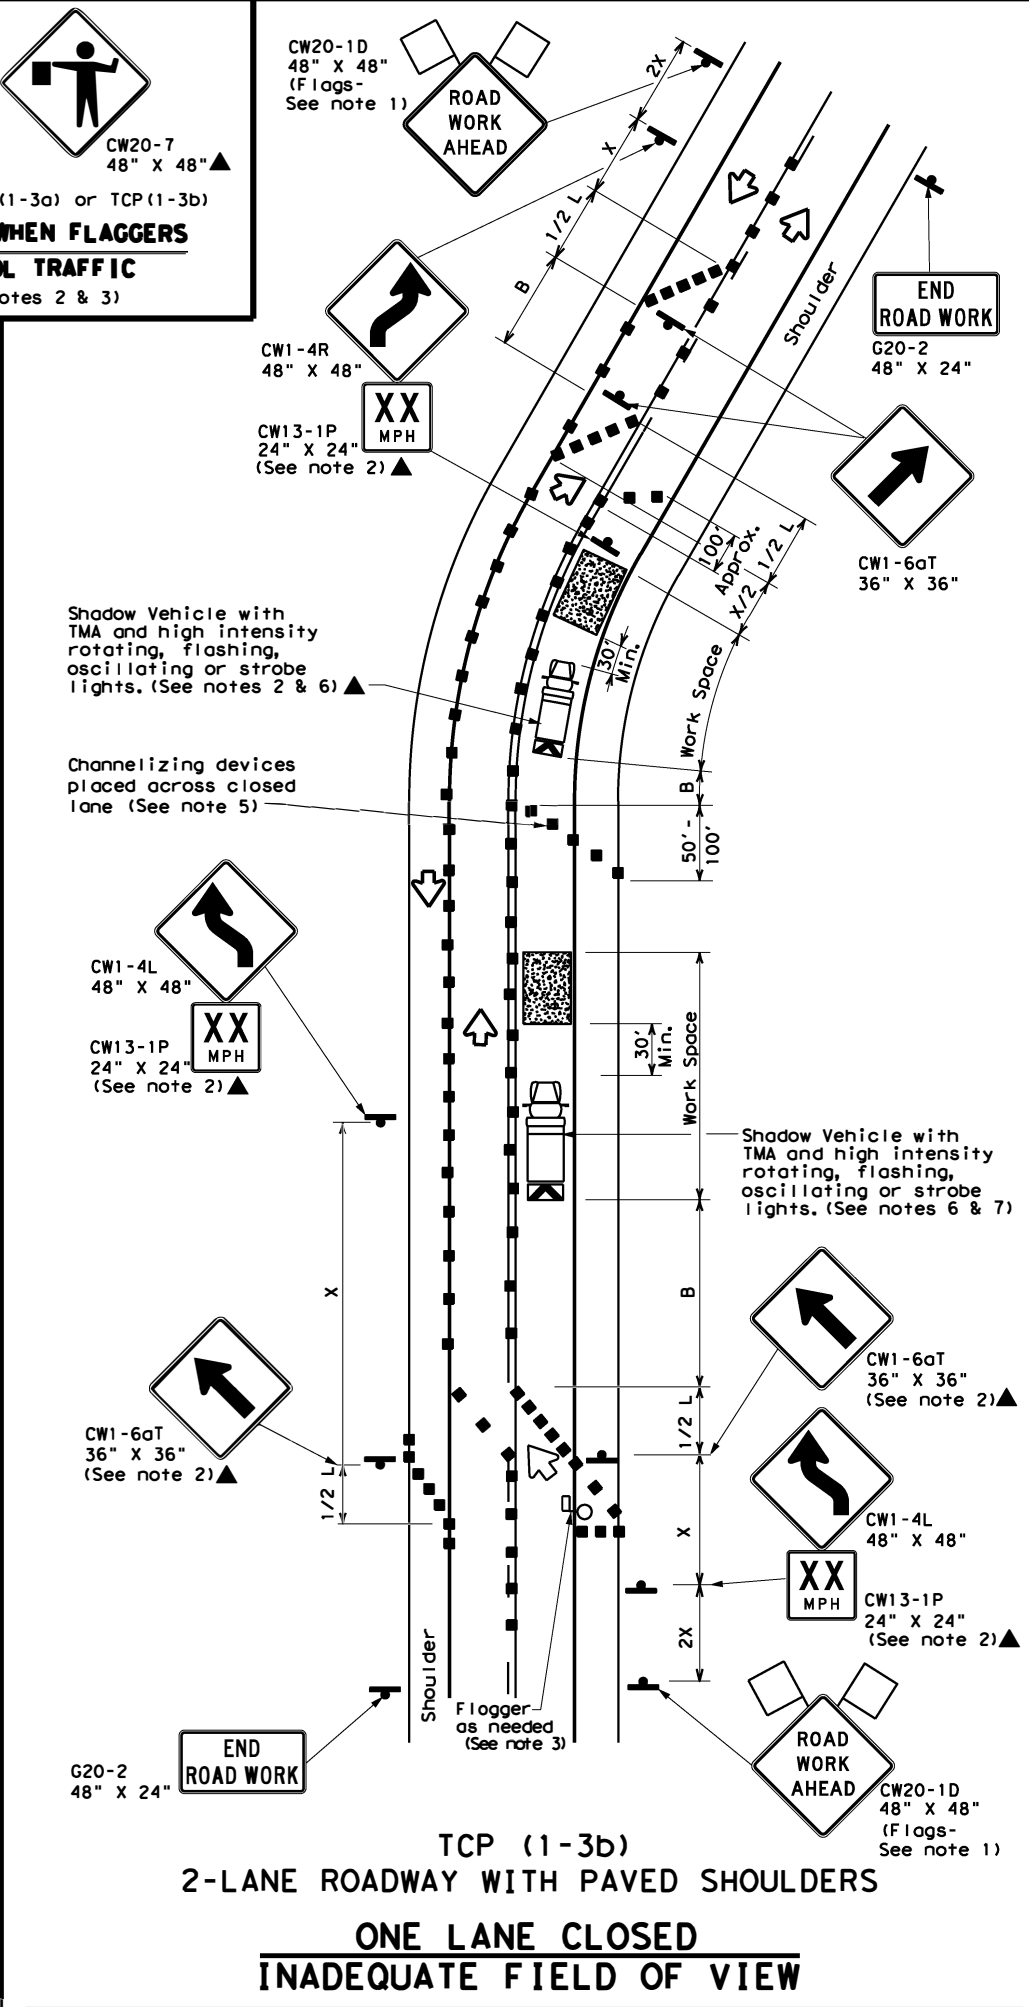 CW20-7
48" X 48"
(1-3a) or TCP(1-3b)
WHEN FLAGGERS
OL TRAFFIC
otes 2 & 3)
CW20-1D
48" X 48"
(Flags-
See note 1)
ROAD
WORK
AHEAD
2X
X
1/2 L
B
CW1-4R
48" X 48"
XX
MPH
CW13-1P
24" X 24"
(See note 2)
Shoulder
END
ROAD WORK
G20-2
48" X 24"
CW1-6aT
36" X 36"
100'
Approx.
1/2 L
X/2
30'
Min.
Work Space
B
50'-
100'
Shadow Vehicle with
TMA and high intensity
rotating, flashing,
oscillating or strobe
lights. (See notes 2 & 6)
Channelizing devices
placed across closed
lane (See note 5)
CW1-4L
48" X 48"
XX
MPH
CW13-1P
24" X 24"
(See note 2)
30'
Min.
Work Space
Shadow Vehicle with
TMA and high intensity
rotating, flashing,
oscillating or strobe
lights. (See notes 6 & 7)
X
B
CW1-6aT
36" X 36"
(See note 2)
1/2 L
CW1-6aT
36" X 36"
(See note 2)
1/2 L
X
CW1-4L
48" X 48"
XX
MPH
CW13-1P
24" X 24"
(See note 2)
2X
Shoulder
Flagger
as needed
(See note 3)
END
ROAD WORK
G20-2
48" X 24"
ROAD
WORK
AHEAD
CW20-1D
48" X 48"
(Flags-
See note 1)
TCP (1-3b)
2-LANE ROADWAY WITH PAVED SHOULDERS
ONE LANE CLOSED
INADEQUATE FIELD OF VIEW